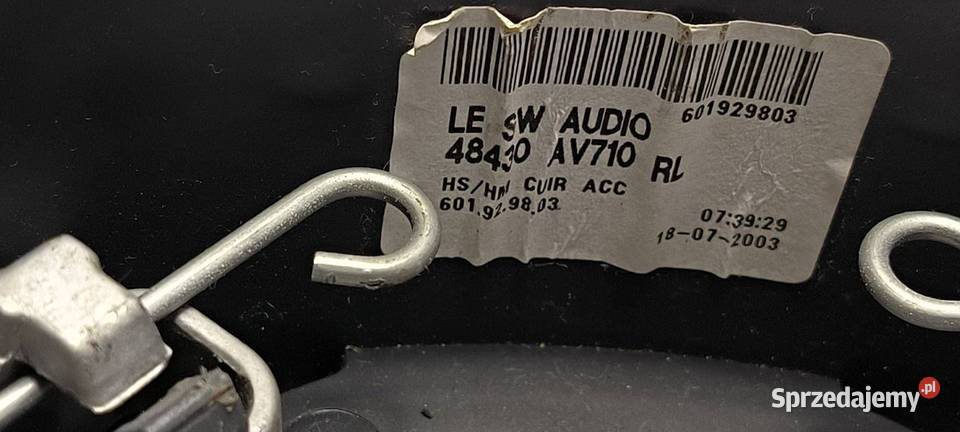 601929803
LE SW AUDIO
48430 AV710 RL
HS/HM CUIR ACC
601.92.98.03
07:39:29
18-07-2003
Sprzedajemy.pl